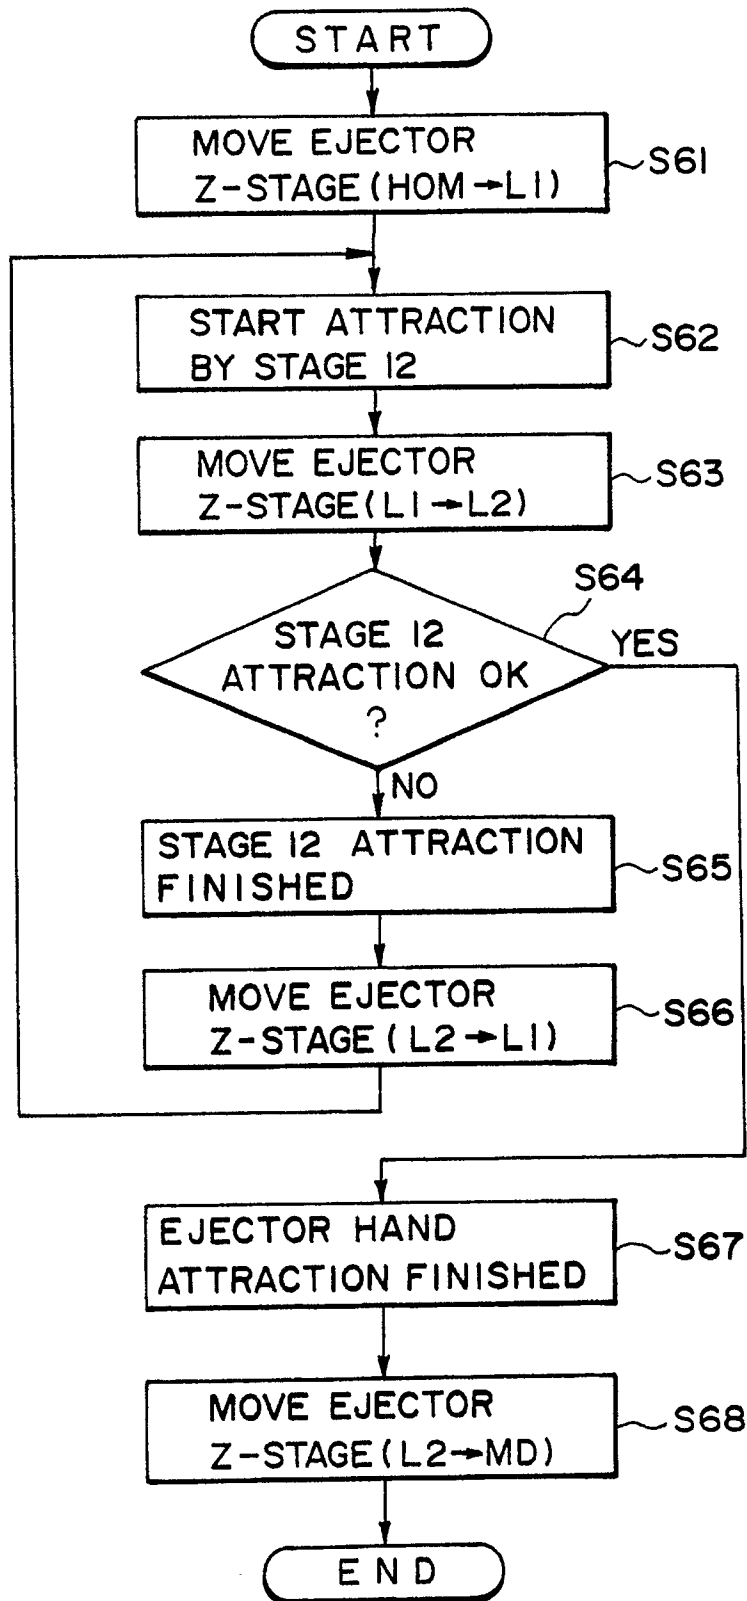 START
MOVE EJECTOR
Z-STAGE(HOM→L1)
S61
START ATTRACTION
BY STAGE 12
S62
MOVE EJECTOR
Z-STAGE(L1→L2)
S63
S64
STAGE 12
ATTRACTION OK
?
YES
NO
STAGE 12 ATTRACTION
FINISHED
S65
MOVE EJECTOR
Z-STAGE(L2→L1)
S66
EJECTOR HAND
ATTRACTION FINISHED
S67
MOVE EJECTOR
Z-STAGE(L2→MD)
S68
END